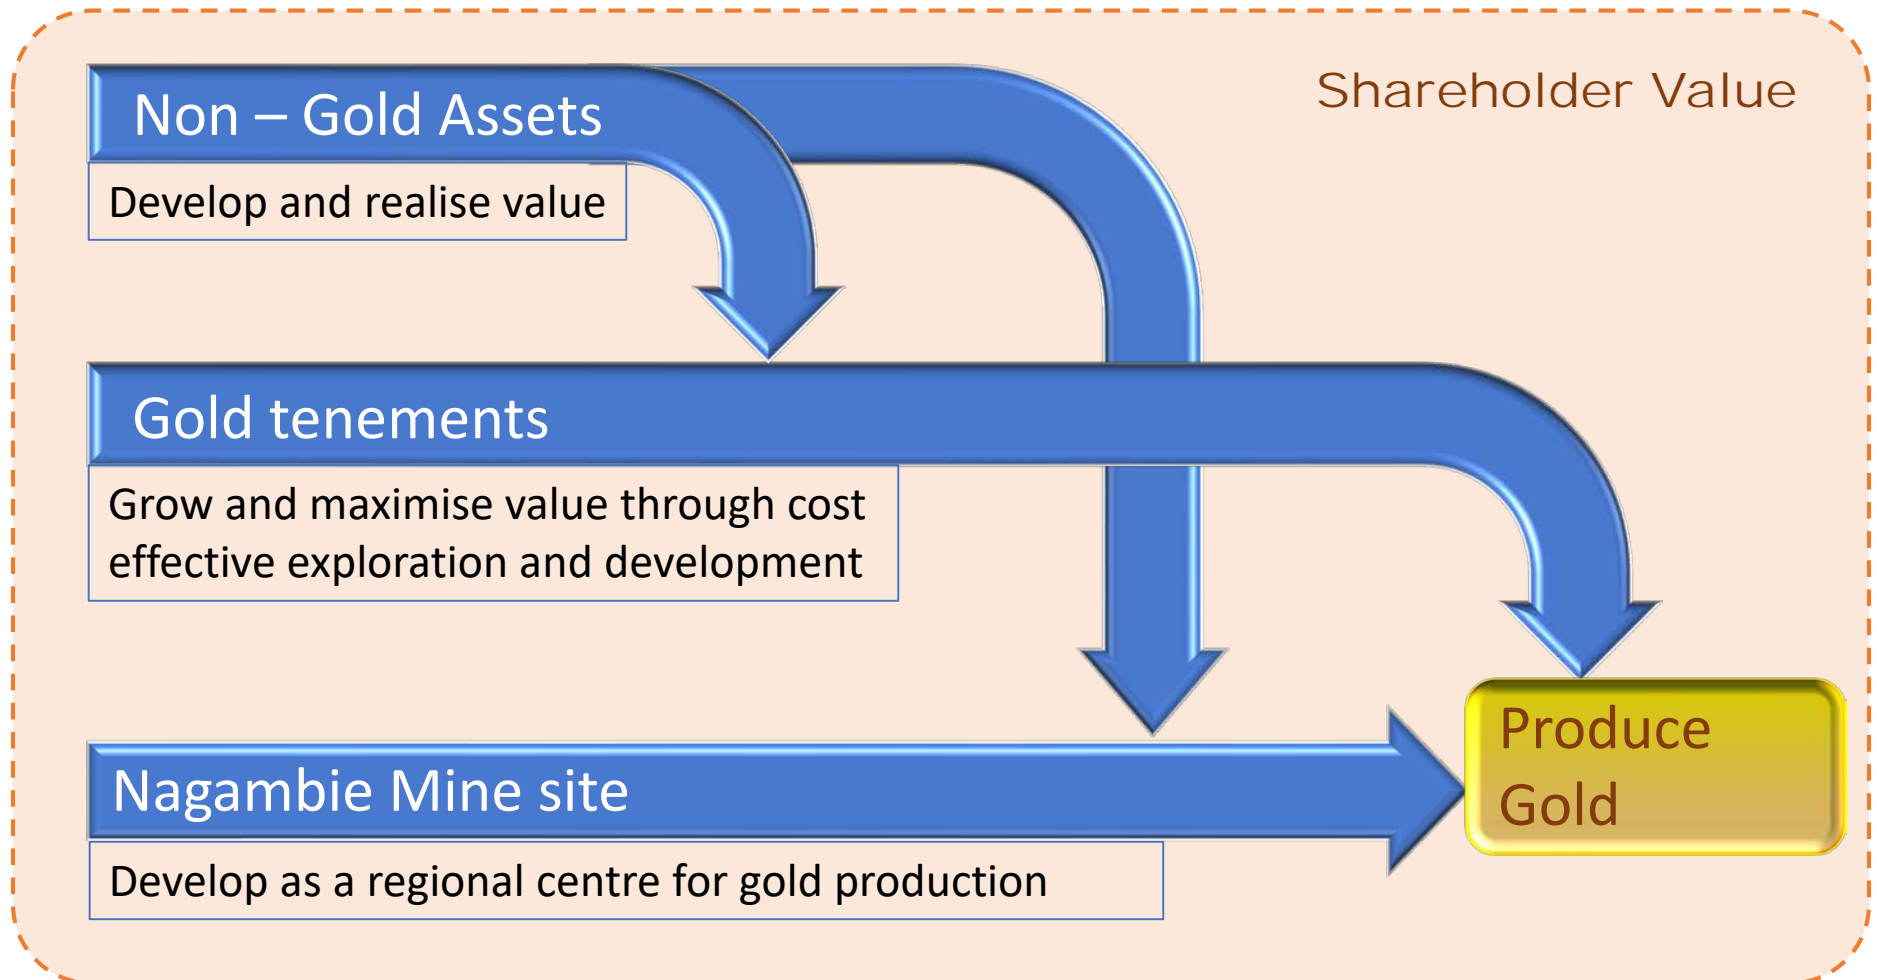 Shareholder Value
Non – Gold Assets
Develop and realise value
Gold tenements
Grow and maximise value through cost
effective exploration and development
Produce
Gold
Nagambie Mine site
Develop as a regional centre for gold production